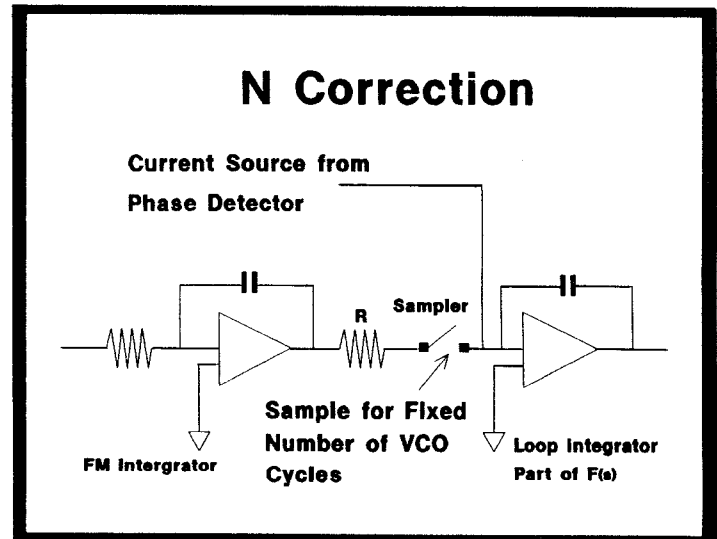 N Correction
Current Source from
Phase Detector
R
Sampler
Sample for Fixed
Number of VCO
Cycles
FM Intergrator
Loop integrator
Part of F(s)